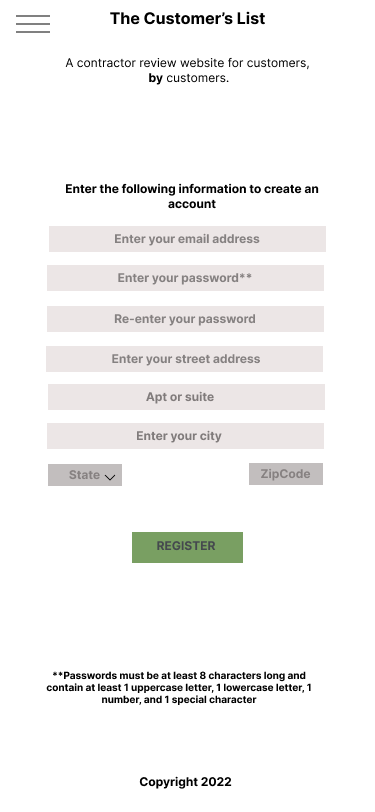 The Customer’s List
A contractor review website for customers,
by customers.
Enter the following information to create an
account
Enter your email address
Enter your password**
Re-enter your password
Enter your street address
Apt or suite
Enter your city
State
ZipCode
REGISTER
**Passwords must be at least 8 characters long and
contain at least 1 uppercase letter, 1 lowercase letter, 1
number, and 1 special character
Copyright 2022